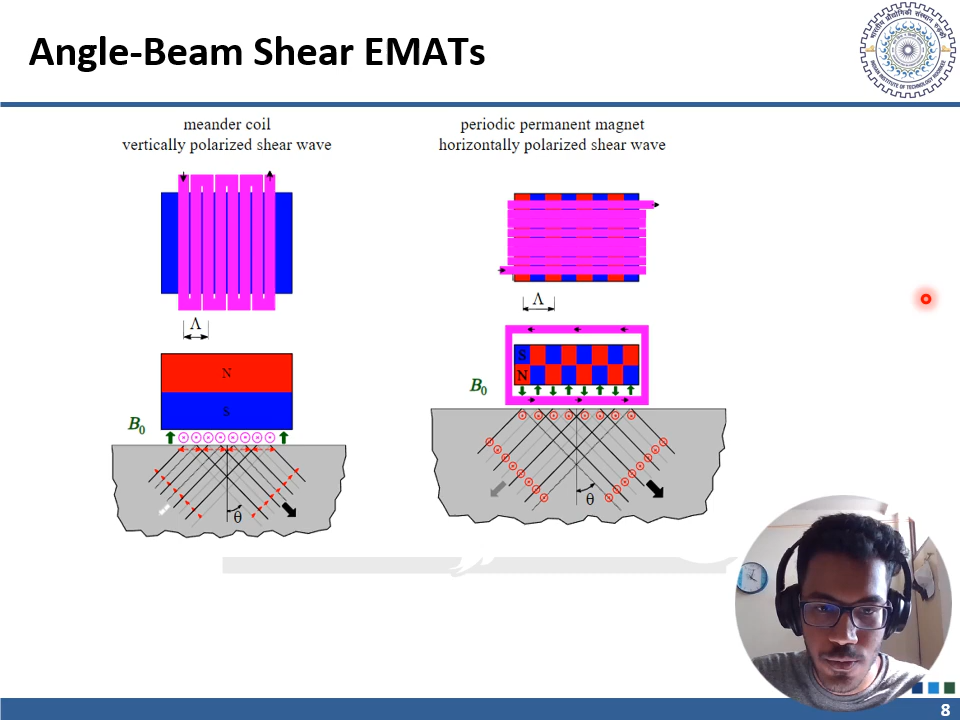 Angle-Beam Shear EMATs
meander coil
vertically polarized shear wave
periodic permanent magnet
horizontally polarized shear wave
Λ
Λ
N
S
S
N
B₀
B₀
θ
θ
8